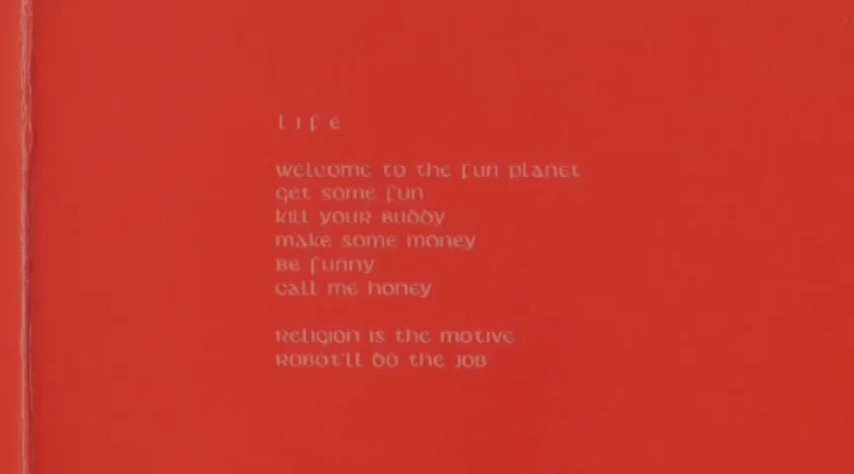 life
welcome to the fun planet
get some fun
kill your buddy
make some money
be funny
call me honey
religion is the motive
robot'll do the job